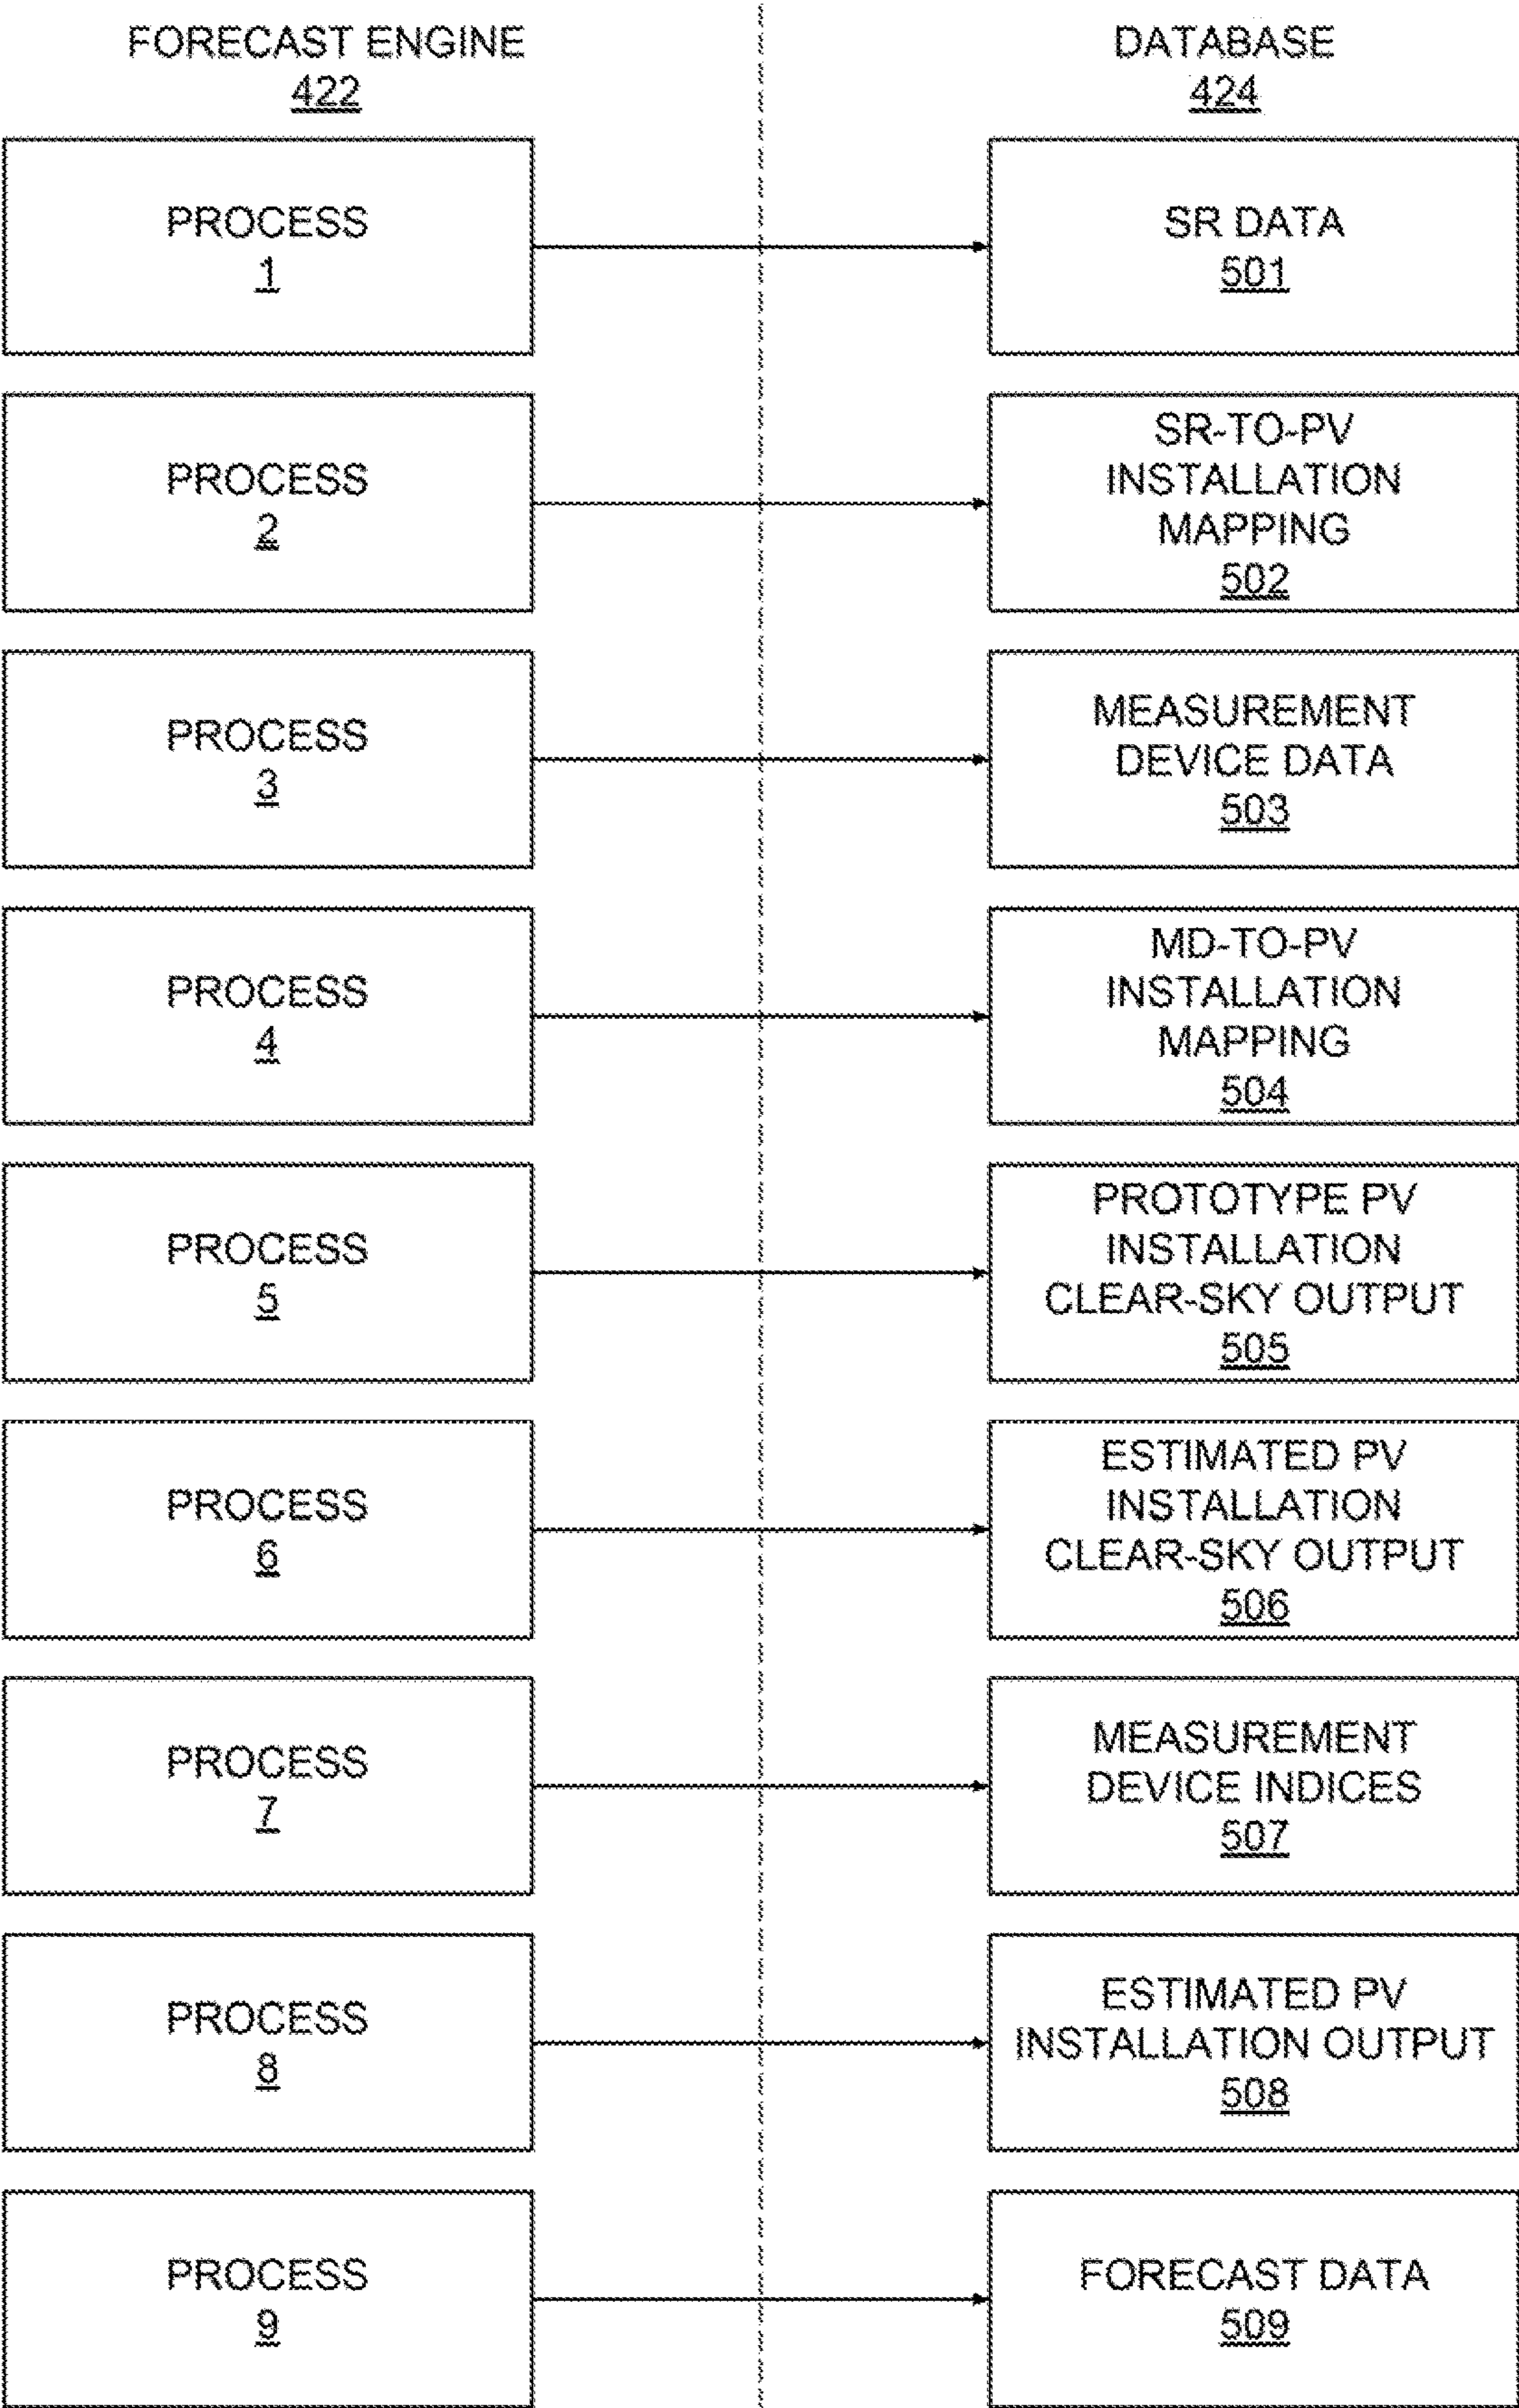 FORECAST ENGINE
422
DATABASE
424
PROCESS
1
SR DATA
501
PROCESS
2
SR-TO-PV
INSTALLATION
MAPPING
502
PROCESS
3
MEASUREMENT
DEVICE DATA
503
PROCESS
4
MD-TO-PV
INSTALLATION
MAPPING
504
PROCESS
5
PROTOTYPE PV
INSTALLATION
CLEAR-SKY OUTPUT
505
PROCESS
6
ESTIMATED PV
INSTALLATION
CLEAR-SKY OUTPUT
506
PROCESS
7
MEASUREMENT
DEVICE INDICES
507
PROCESS
8
ESTIMATED PV
INSTALLATION OUTPUT
508
PROCESS
9
FORECAST DATA
509